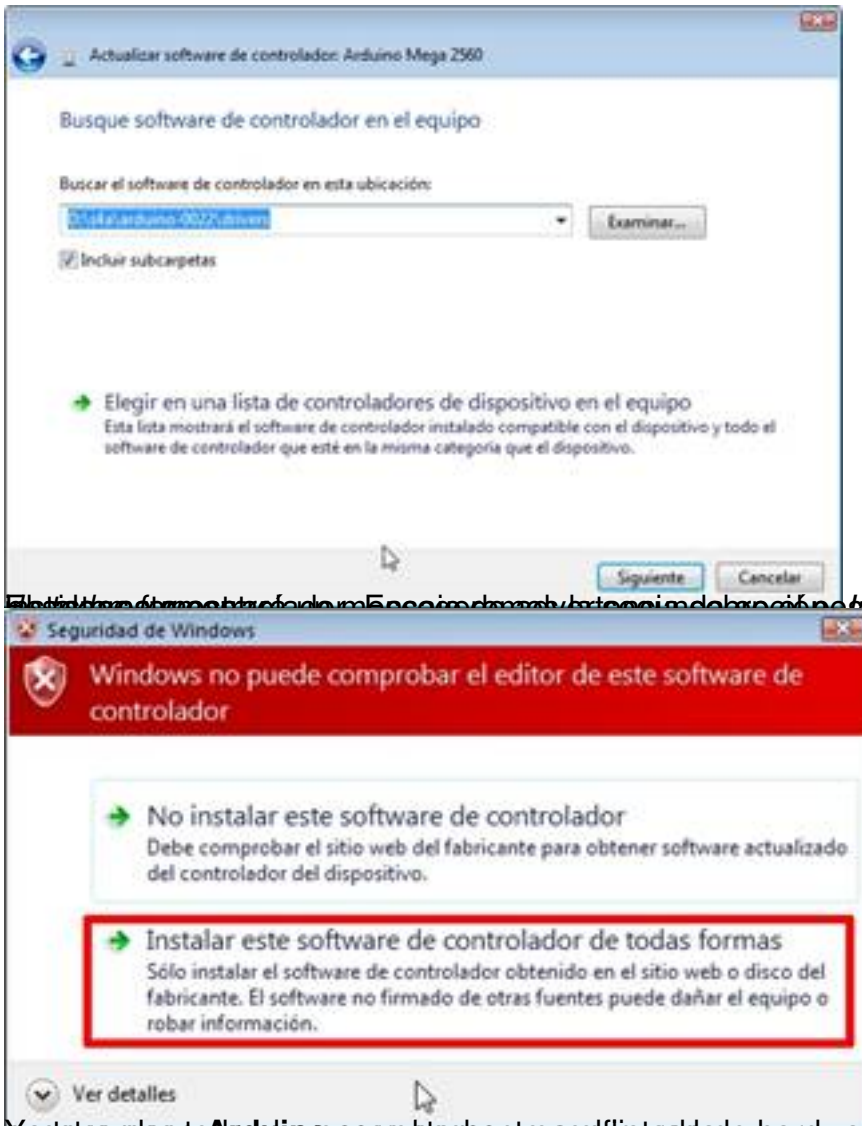 Actualizar software de controlador: Arduino Mega 2560
Busque software de controlador en el equipo
Buscar el software de controlador en esta ubicación:
D:\s4a\arduino-0022\drivers
Examinar...
Incluir subcarpetas
Elegir en una lista de controladores de dispositivo en el equipo
Esta lista mostrará el software de controlador instalado compatible con el dispositivo y todo el
software de controlador que esté en la misma categoría que el dispositivo.
Siguiente
Cancelar
Seguridad de Windows
Windows no puede comprobar el editor de este software de
controlador
No instalar este software de controlador
Debe comprobar el sitio web del fabricante para obtener software actualizado
del controlador del dispositivo.
Instalar este software de controlador de todas formas
Sólo instalar el software de controlador obtenido en el sitio web o disco del
fabricante. El software no firmado de otras fuentes puede dañar el equipo o
robar información.
Ver detalles